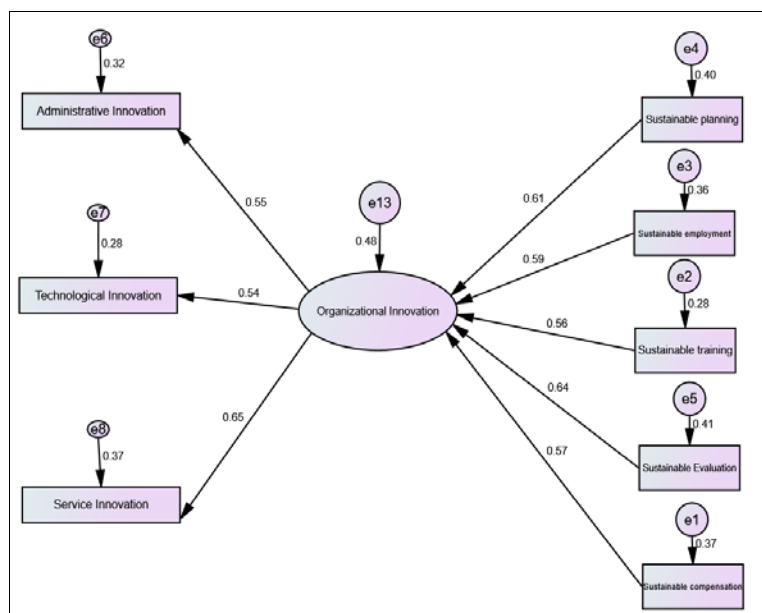 e6
0.32
Administrative Innovation
e7
0.28
Technological Innovation
e8
0.37
Service Innovation
0.55
0.54
0.65
e13
0.48
Organizational Innovation
0.61
0.59
0.56
0.64
0.57
e4
0.40
Sustainable planning
e3
0.36
Sustainable employment
e2
0.28
Sustainable training
e5
0.41
Sustainable Evaluation
e1
0.37
Sustainable compensation